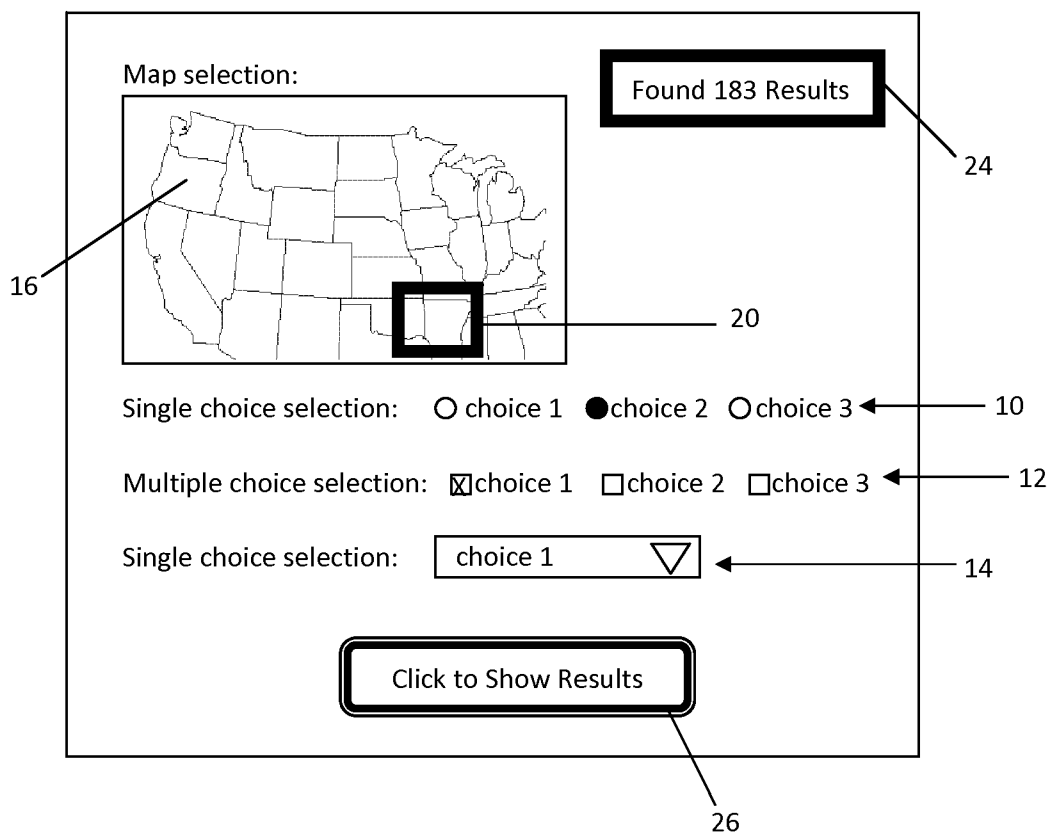 Map selection:
Found 183 Results
24
16
20
Single choice selection: choice 1 choice 2 choice 3
10
Multiple choice selection: X choice 1 choice 2 choice 3
12
Single choice selection: choice 1
14
Click to Show Results
26